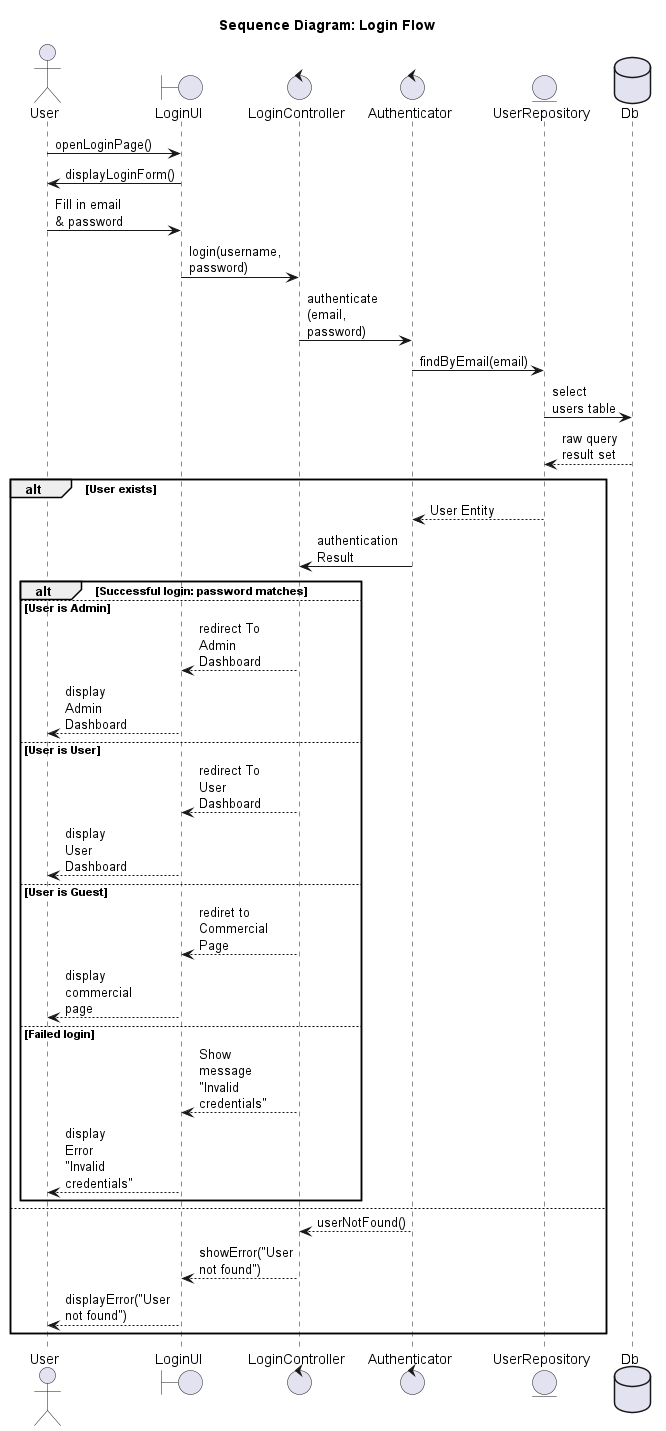 Sequence Diagram: Login Flow
User
LoginUI
LoginController
Authenticator
UserRepository
Db
openLoginPage()
displayLoginForm()
Fill in email
& password
login(username,
password)
authenticate
(email,
password)
findByEmail(email)
select
users table
raw query
result set
alt
[User exists]
User Entity
authentication
Result
alt
[Successful login: password matches]
[User is Admin]
redirect To
Admin
Dashboard
display
Admin
Dashboard
[User is User]
redirect To
User
Dashboard
display
User
Dashboard
[User is Guest]
rediret to
Commercial
Page
display
commercial
page
[Failed login]
Show
message
"Invalid
credentials"
display
Error
"Invalid
credentials"
userNotFound()
showError("User
not found")
displayError("User
not found")
User
LoginUI
LoginController
Authenticator
UserRepository
Db